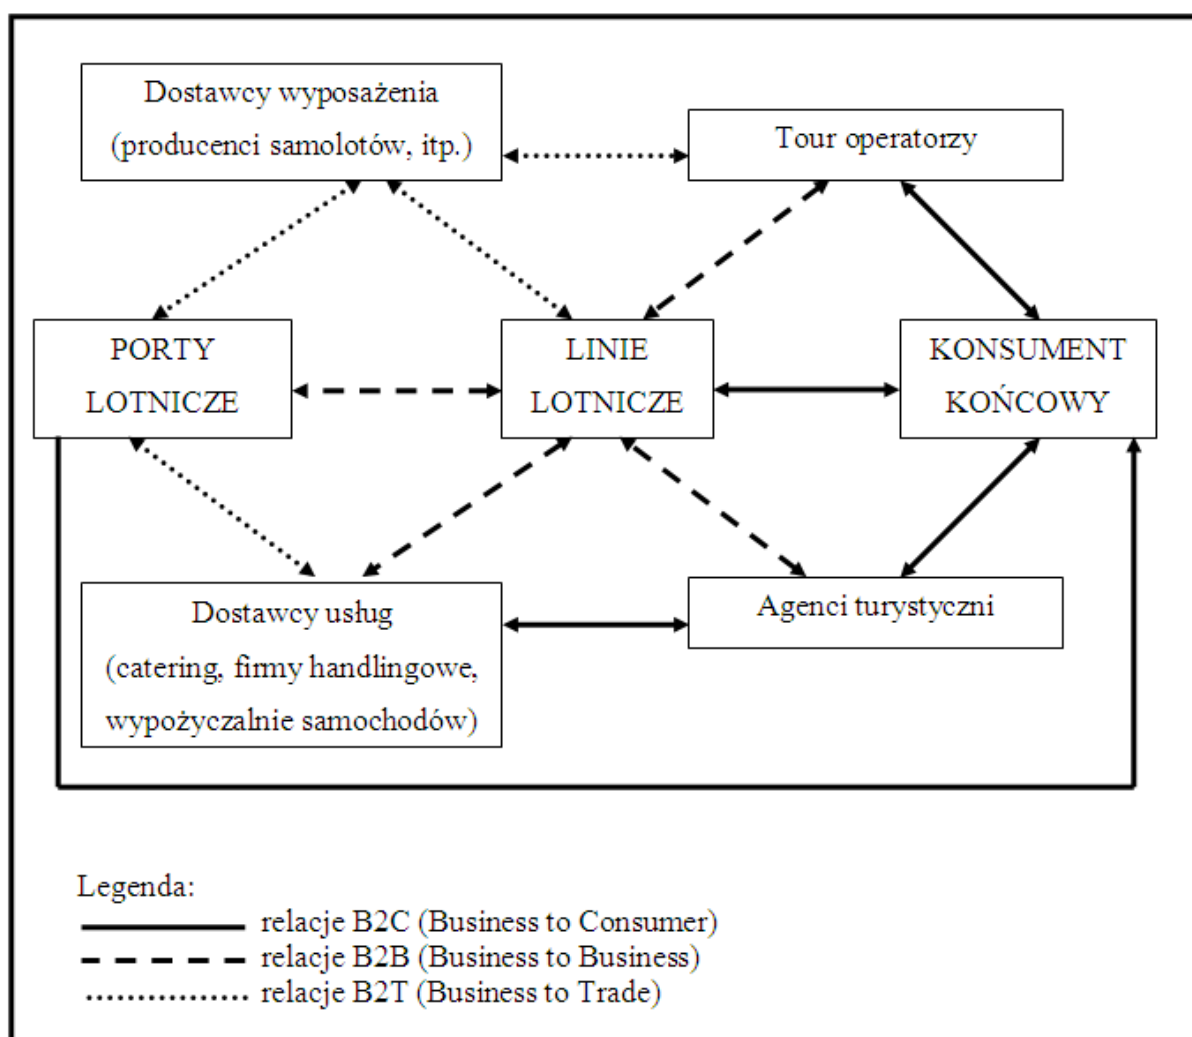 Dostawcy wyposażenia
(producenci samolotów, itp.)
Tour operatorzy
PORTY
LOTNICZE
LINIE
LOTNICZE
KONSUMENT
KOŃCOWY
Dostawcy usług
(catering, firmy handlingowe,
wypożyczalnie samochodów)
Agenci turystyczni
Legenda:
relacje B2C (Business to Consumer)
relacje B2B (Business to Business)
relacje B2T (Business to Trade)